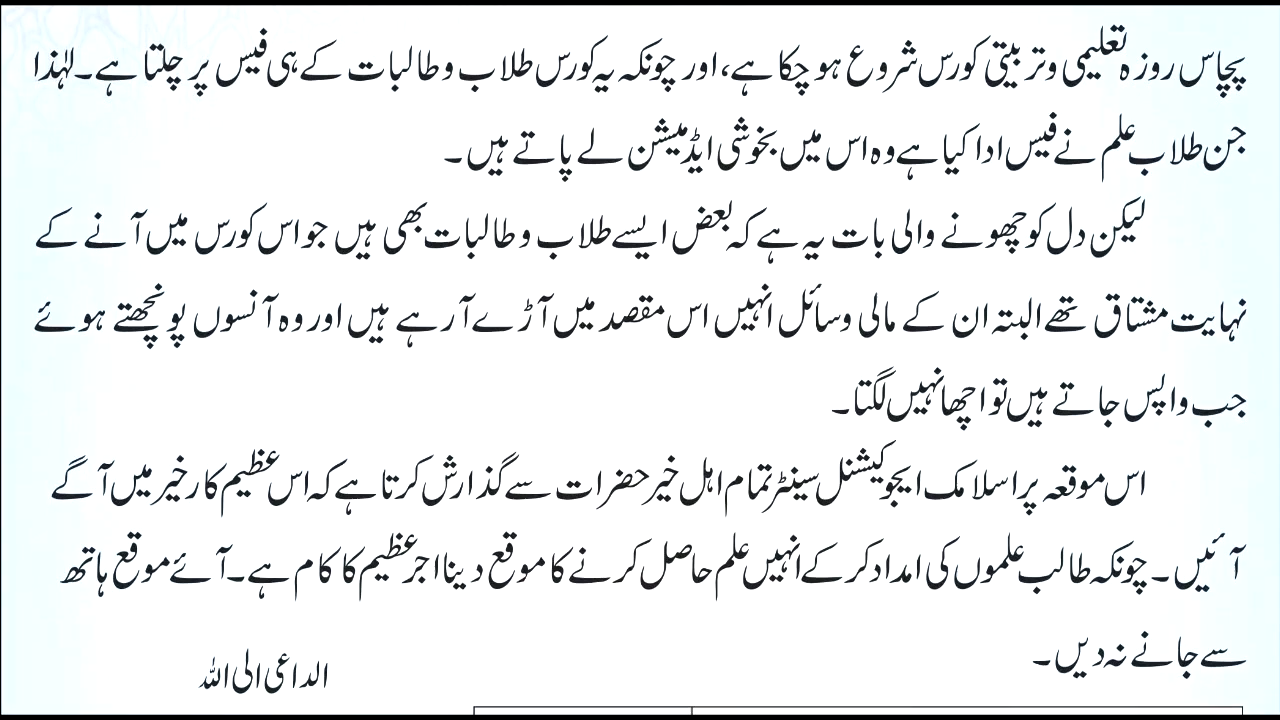 پچاس روزہ تعلیمی و تربیتی کورس شروع ہو چکا ہے، اور چونکہ یہ کورس طلاب و طالبات کے ہی فیس پر چلتا ہے۔ لہٰذا
جن طلاب علم نے فیس ادا کیا ہے وہ اس میں بخوشی ایڈمیشن لے پاتے ہیں۔
لیکن دل کو چھونے والی بات یہ ہے کہ بعض ایسے طلاب و طالبات بھی ہیں جو اس کورس میں آنے کے
نہایت مشتاق تھے البتہ ان کے مالی وسائل انہیں اس مقصد میں آڑے آرہے ہیں اور وہ آنسوں پونچھتے ہوئے
جب واپس جاتے ہیں تو اچھا نہیں لگتا۔
اس موقعہ پر اسلامک ایجوکیشنل سینٹر تمام اہل خیر حضرات سے گذارش کرتا ہے کہ اس عظیم کار خیر میں آگے
آئیں۔ چونکہ طالب علموں کی امداد کر کے انہیں علم حاصل کرنے کا موقع دینا اجر عظیم کا کام ہے۔ آئے موقع ہاتھ
سے جانے نہ دیں۔
الداعی الی اللہ